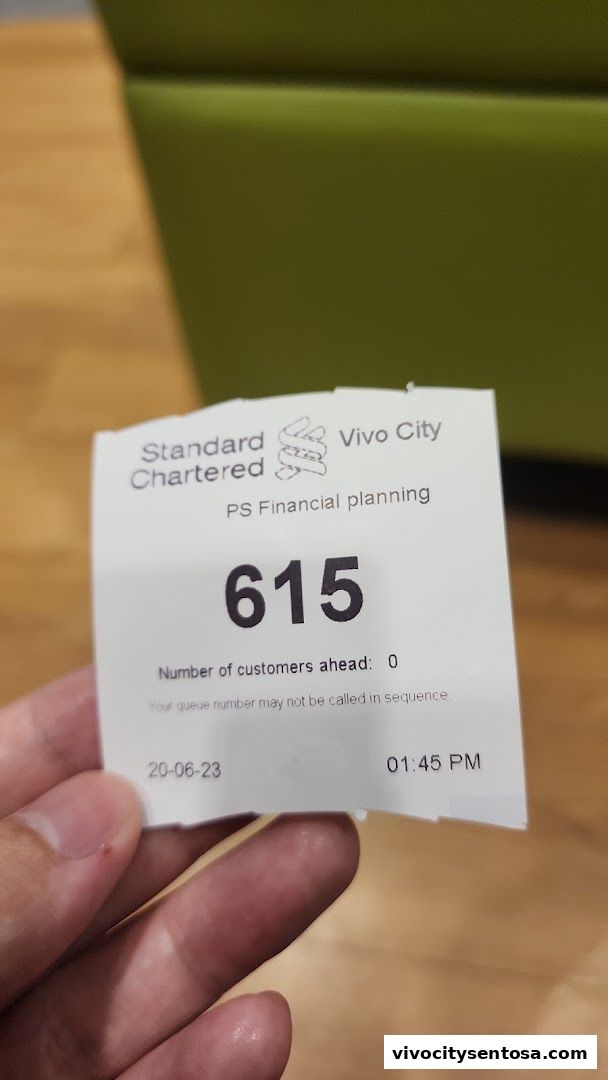 Standard Chartered Vivo City
PS Financial planning
615
Number of customers ahead: 0
Your queue number may not be called in sequence
20-06-23 01:45 PM
vivocitysentosa.com